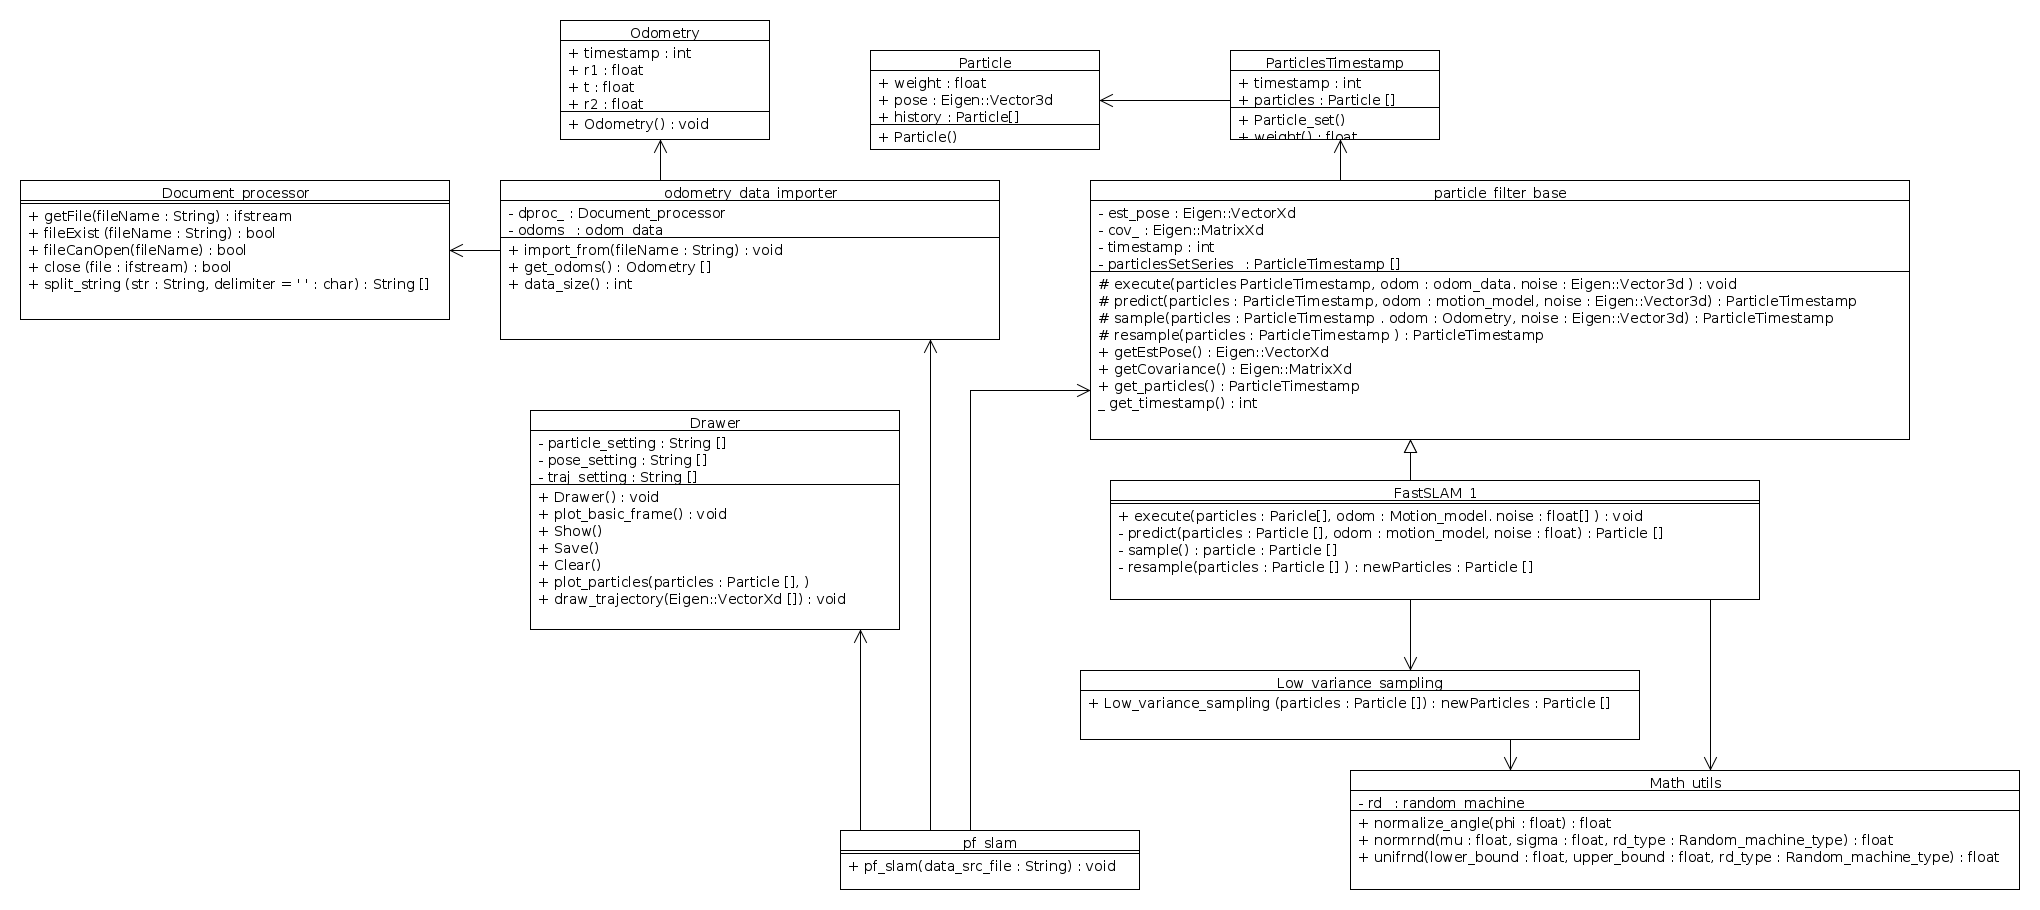 Odometry
+ timestamp : int
+ r1 : float
+ t : float
+ r2 : float
+ Odometry() : void
Particle
+ weight : float
+ pose : Eigen::Vector3d
+ history : Particle[]
+ Particle()
ParticlesTimestamp
+ timestamp : int
+ particles : Particle []
+ Particle_set()
+ weight() : float
Document_processor
+ getFile(fileName : String) : ifstream
+ fileExist (fileName : String) : bool
+ fileCanOpen(fileName) : bool
+ close (file : ifstream) : bool
+ split_string (str : String, delimiter = ' ' : char) : String []
odometry_data_importer
- dproc_ : Document_processor
- odoms_ : odom_data
+ import_from(fileName : String) : void
+ get_odoms() : Odometry []
+ data_size() : int
particle_filter_base
- est_pose : Eigen::VectorXd
- cov_ : Eigen::MatrixXd
- timestamp : int
- particlesSetSeries_ : ParticleTimestamp []
# execute(particles ParticleTimestamp, odom : odom_data. noise : Eigen::Vector3d ) : void
# predict(particles : ParticleTimestamp, odom : motion_model, noise : Eigen::Vector3d) : ParticleTimestamp
# sample(particles : ParticleTimestamp . odom : Odometry, noise : Eigen::Vector3d) : ParticleTimestamp
# resample(particles : ParticleTimestamp ) : ParticleTimestamp
+ getEstPose() : Eigen::VectorXd
+ getCovariance() : Eigen::MatrixXd
+ get_particles() : ParticleTimestamp
_ get_timestamp() : int
Drawer
- particle_setting : String []
- pose_setting : String []
- traj_setting : String []
+ Drawer() : void
+ plot_basic_frame() : void
+ Show()
+ Save()
+ Clear()
+ plot_particles(particles : Particle [], )
+ draw_trajectory(Eigen::VectorXd []) : void
FastSLAM_1
+ execute(particles : Paricle[], odom : Motion_model. noise : float[] ) : void
- predict(particles : Particle [], odom : motion_model, noise : float) : Particle []
- sample() : particle : Particle []
- resample(particles : Particle [] ) : newParticles : Particle []
Low_variance_sampling
+ Low_variance_sampling (particles : Particle []) : newParticles : Particle []
Math_utils
- rd_ : random_machine
+ normalize_angle(phi : float) : float
+ normrnd(mu : float, sigma : float, rd_type : Random_machine_type) : float
+ unifrnd(lower_bound : float, upper_bound : float, rd_type : Random_machine_type) : float
pf_slam
+ pf_slam(data_src_file : String) : void